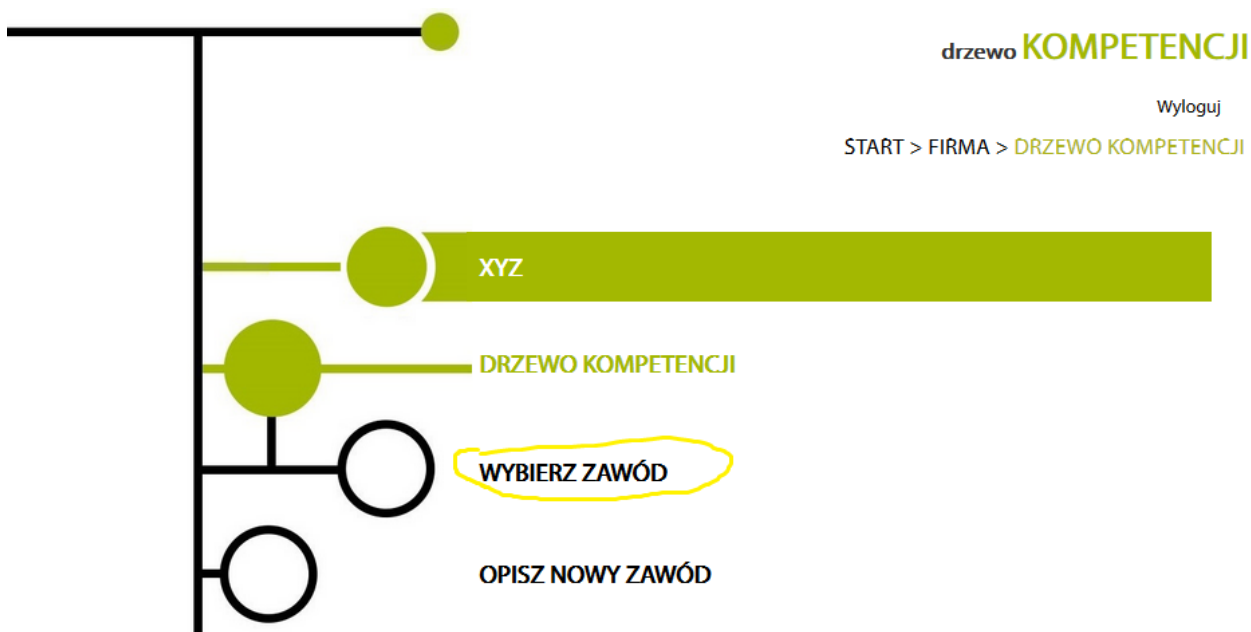 drzewo KOMPETENCJI
Wyloguj
START > FIRMA > DRZEWO KOMPETENCJI
XYZ
DRZEWO KOMPETENCJI
WYBIERZ ZAWÓD
OPISZ NOWY ZAWÓD